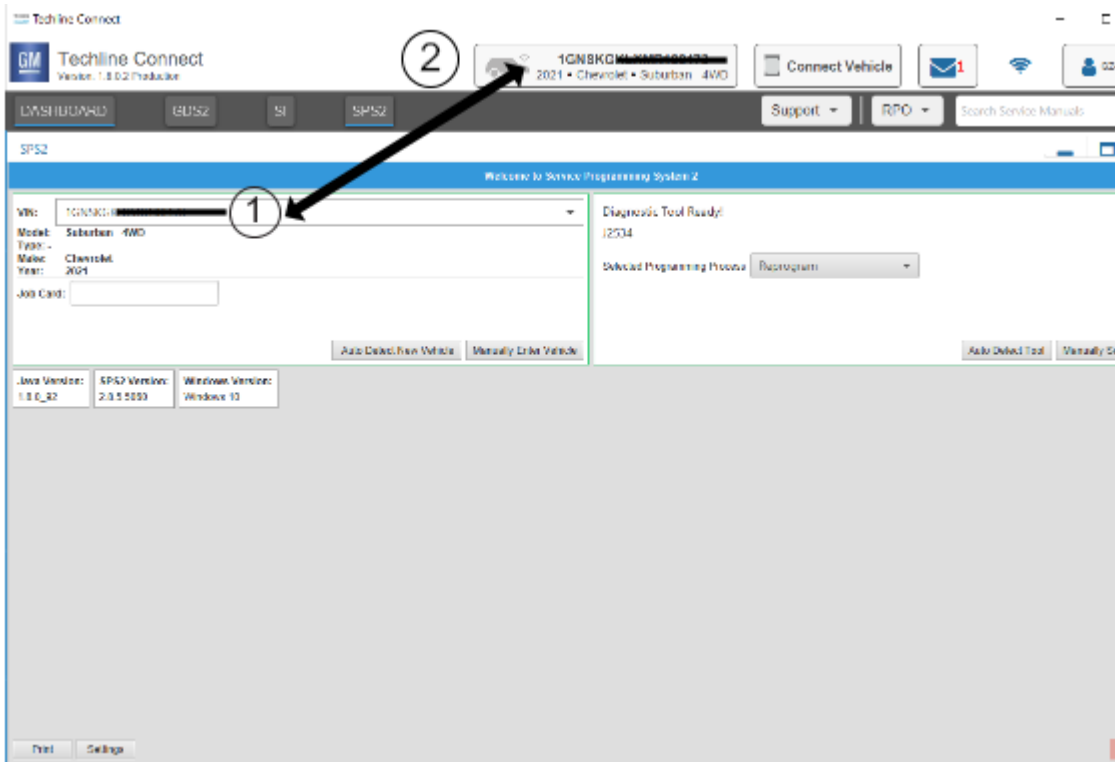 Techline Connect
GM
Techline Connect
Version: 1.8.0.2 Production
2
2021 • Chevrolet • Suburban 4WD
Connect Vehicle
1
DASHBOARD
GDS2
SI
SPS2
Support
RPO
Search Service Manuals
SPS2
Welcome to Service Programming System 2
VIN:
1
Model: Suburban 4WD
Type: -
Make: Chevrolet
Year: 2021
Job Card:
Auto Detect New Vehicle
Manually Enter Vehicle
Diagnostic Tool Ready!
J2534
Selected Programming Process
Reprogram
Auto Detect Tool
Manually
Java Version:
SPS2 Version:
Windows Version:
Windows 10
Print
Settings